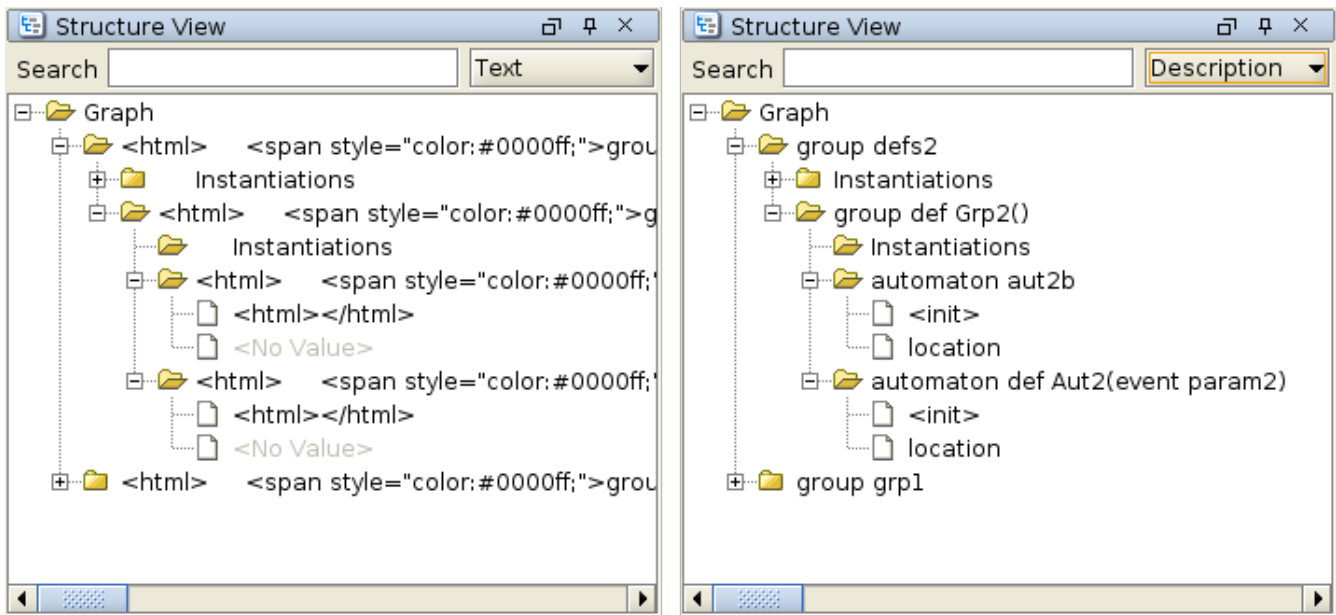 Structure View
Search Text
Graph
<html> <span style="color:#0000ff;">grou
Instantiations
<html> <span style="color:#0000ff;">g
Instantiations
<html> <span style="color:#0000ff;'
<html></html>
<No Value>
<html> <span style="color:#0000ff;'
<html></html>
<No Value>
<html> <span style="color:#0000ff;">grou
Structure View
Search Description
Graph
group defs2
Instantiations
group def Grp2()
Instantiations
automaton aut2b
<init>
location
automaton def Aut2(event param2)
<init>
location
group grp1